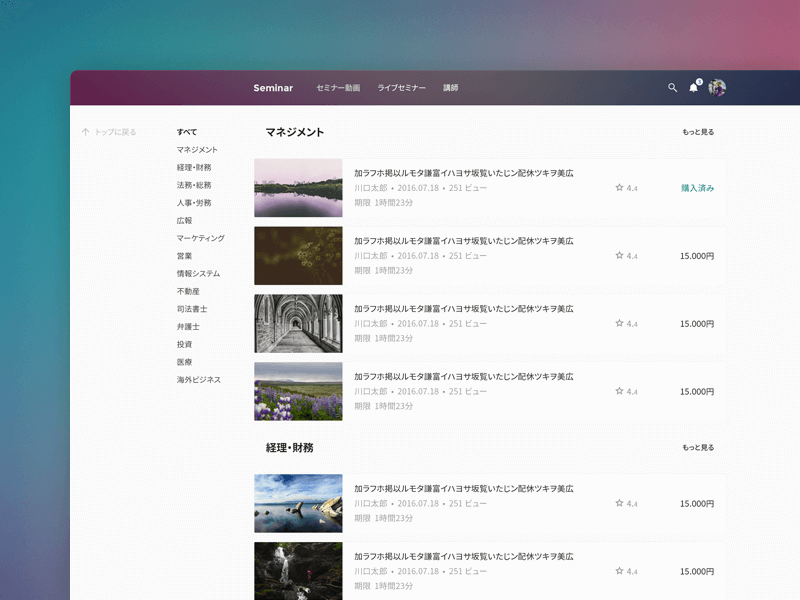 Seminar
セミナー動画
ライブセミナー
講師
3
トップに戻る
すべて
マネジメント
経理・財務
法務・総務
人事・労務
広報
マーケティング
営業
情報システム
不動産
司法書士
弁護士
投資
医療
海外ビジネス
マネジメント
もっと見る
加ラフホ掲以ルモタ謙富イハヨサ坂覧いたじン配休ツキヲ美広
川口太郎 • 2016.07.18 • 251 ビュー
期限 1時間23分
4.4
購入済み
加ラフホ掲以ルモタ謙富イハヨサ坂覧いたじン配休ツキヲ美広
川口太郎 • 2016.07.18 • 251 ビュー
期限 1時間23分
4.4
15.000円
加ラフホ掲以ルモタ謙富イハヨサ坂覧いたじン配休ツキヲ美広
川口太郎 • 2016.07.18 • 251 ビュー
期限 1時間23分
4.4
15.000円
加ラフホ掲以ルモタ謙富イハヨサ坂覧いたじン配休ツキヲ美広
川口太郎 • 2016.07.18 • 251 ビュー
期限 1時間23分
4.4
15.000円
経理・財務
もっと見る
加ラフホ掲以ルモタ謙富イハヨサ坂覧いたじン配休ツキヲ美広
川口太郎 • 2016.07.18 • 251 ビュー
期限 1時間23分
4.4
15.000円
加ラフホ掲以ルモタ謙富イハヨサ坂覧いたじン配休ツキヲ美広
川口太郎 • 2016.07.18 • 251 ビュー
期限 1時間23分
4.4
15.000円